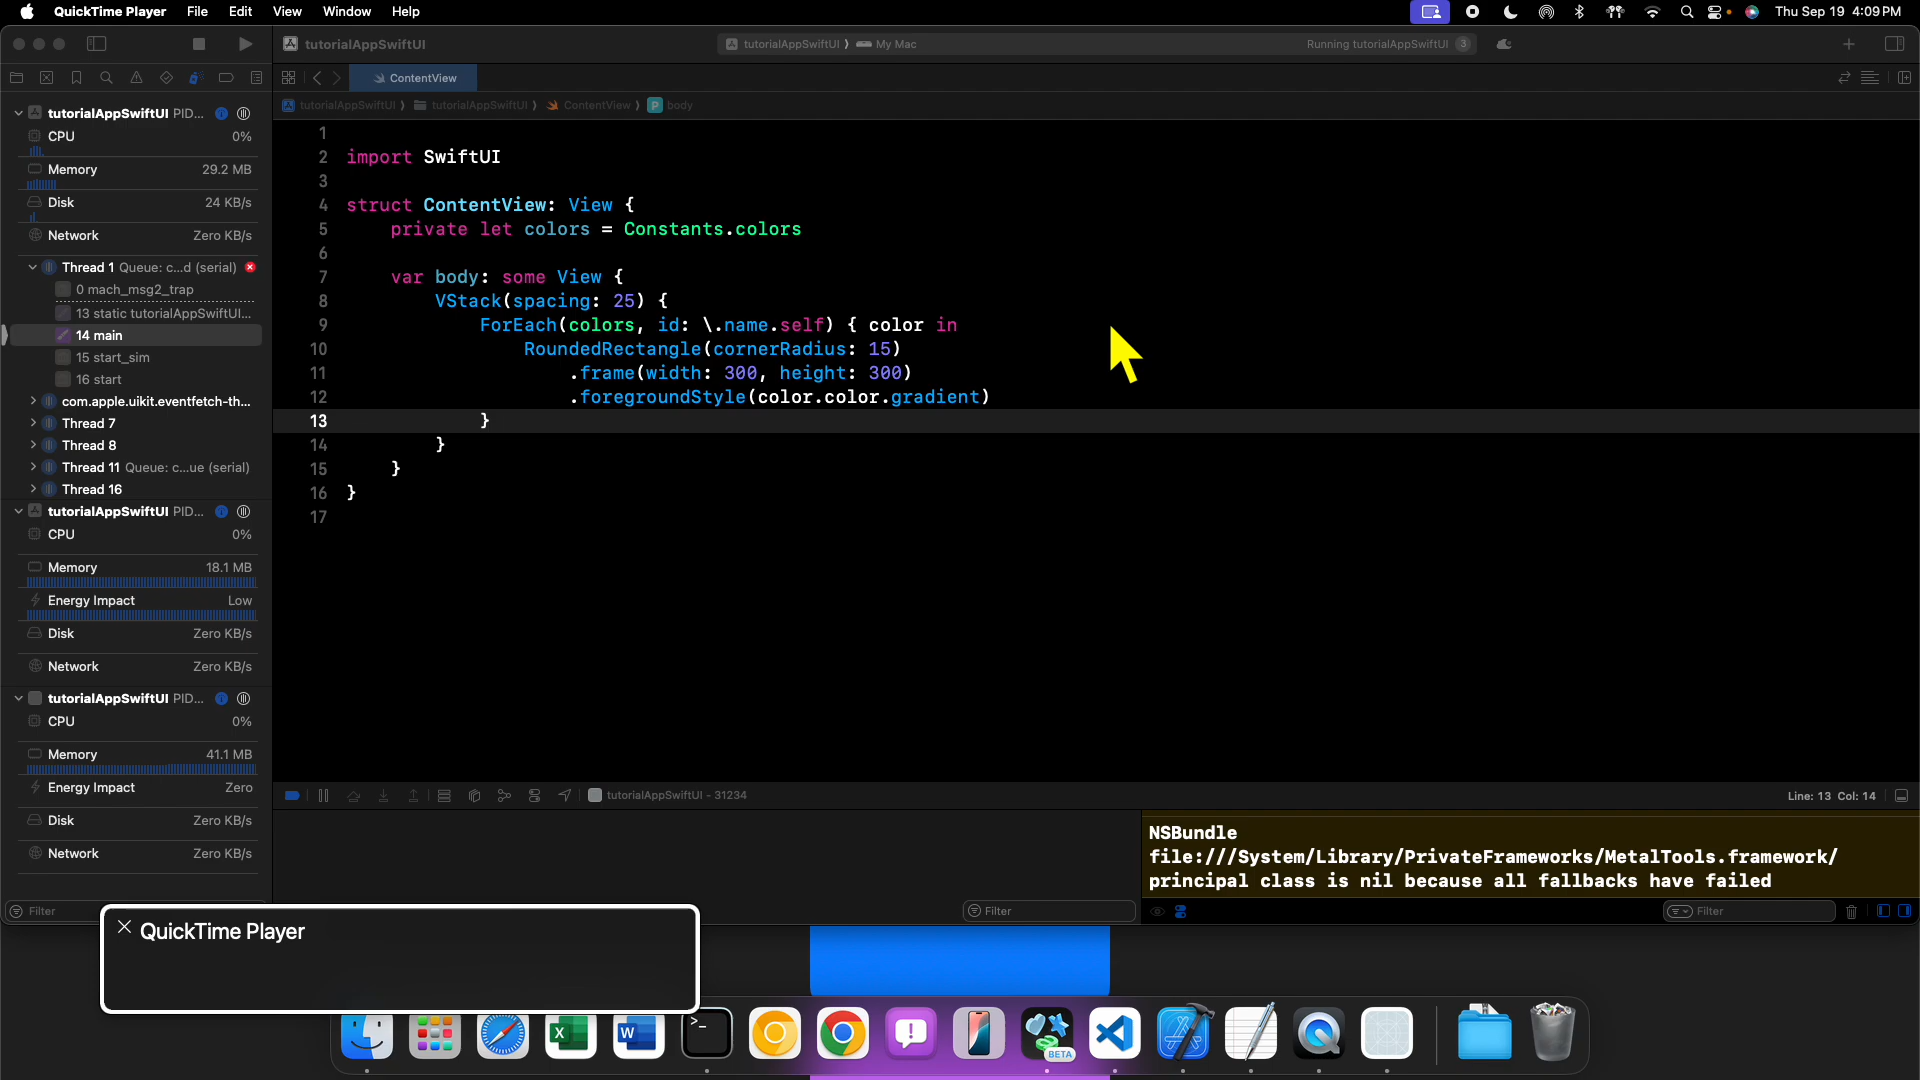 QuickTime Player File Edit View Window Help Thu Sep 19 4:09 PM
tutorialAppSwiftUI tutorialAppSwiftUI ⟩ My Mac Running tutorialAppSwiftUI 3
ContentView
tutorialAppSwiftUI ⟩ tutorialAppSwiftUI ⟩ ContentView ⟩ P body
tutorialAppSwiftUI PID...
CPU 0%
Memory 29.2 MB
Disk 24 KB/s
Network Zero KB/s
Thread 1 Queue: c...d (serial)
0 mach_msg2_trap
13 static tutorialAppSwiftUI...
14 main
15 start_sim
16 start
com.apple.uikit.eventfetch-th...
Thread 7
Thread 8
Thread 11 Queue: c...ue (serial)
Thread 16
tutorialAppSwiftUI PID...
CPU 0%
Memory 18.1 MB
Energy Impact Low
Disk Zero KB/s
Network Zero KB/s
tutorialAppSwiftUI PID...
CPU 0%
Memory 41.1 MB
Energy Impact Zero
Disk Zero KB/s
Network Zero KB/s
Filter
1
2 import SwiftUI
3
4 struct ContentView: View {
5 private let colors = Constants.colors
6
7 var body: some View {
8 VStack(spacing: 25) {
9 ForEach(colors, id: \.name.self) { color in
10 RoundedRectangle(cornerRadius: 15)
11 .frame(width: 300, height: 300)
12 .foregroundStyle(color.color.gradient)
13 }
14 }
15 }
16 }
17
tutorialAppSwiftUI - 31234 Line: 13 Col: 14
NSBundle
file:///System/Library/PrivateFrameworks/MetalTools.framework/
principal class is nil because all fallbacks have failed
Filter Filter
QuickTime Player
BETA